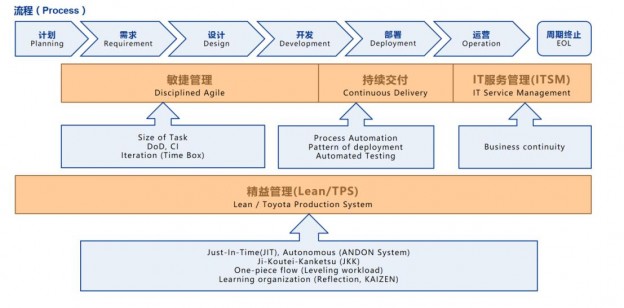 流程（Process）
计划
Planning
需求
Requirement
设计
Design
开发
Development
部署
Deployment
运营
Operation
周期终止
EOL
敏捷管理
Disciplined Agile
持续交付
Continuous Delivery
IT服务管理(ITSM)
IT Service Management
Size of Task
DoD, CI
Iteration (Time Box)
Process Automation
Pattern of deployment
Automated Testing
Business continuity
精益管理(Lean/TPS)
Lean / Toyota Production System
Just-In-Time(JIT), Autonomous (ANDON System)
Ji-Koutei-Kanketsu (JKK)
One-piece flow (Leveling workload)
Learning organization (Reflection, KAIZEN)